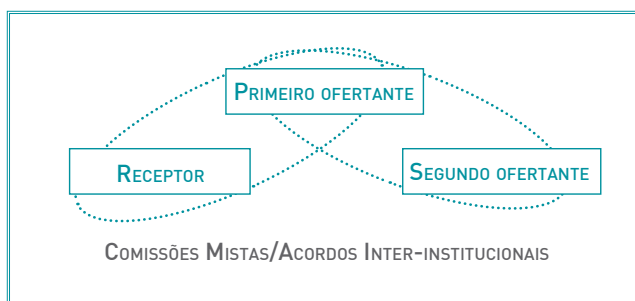 Primeiro ofertante
Receptor
Segundo ofertante
Comissões Mistas/Acordos Inter-institucionais